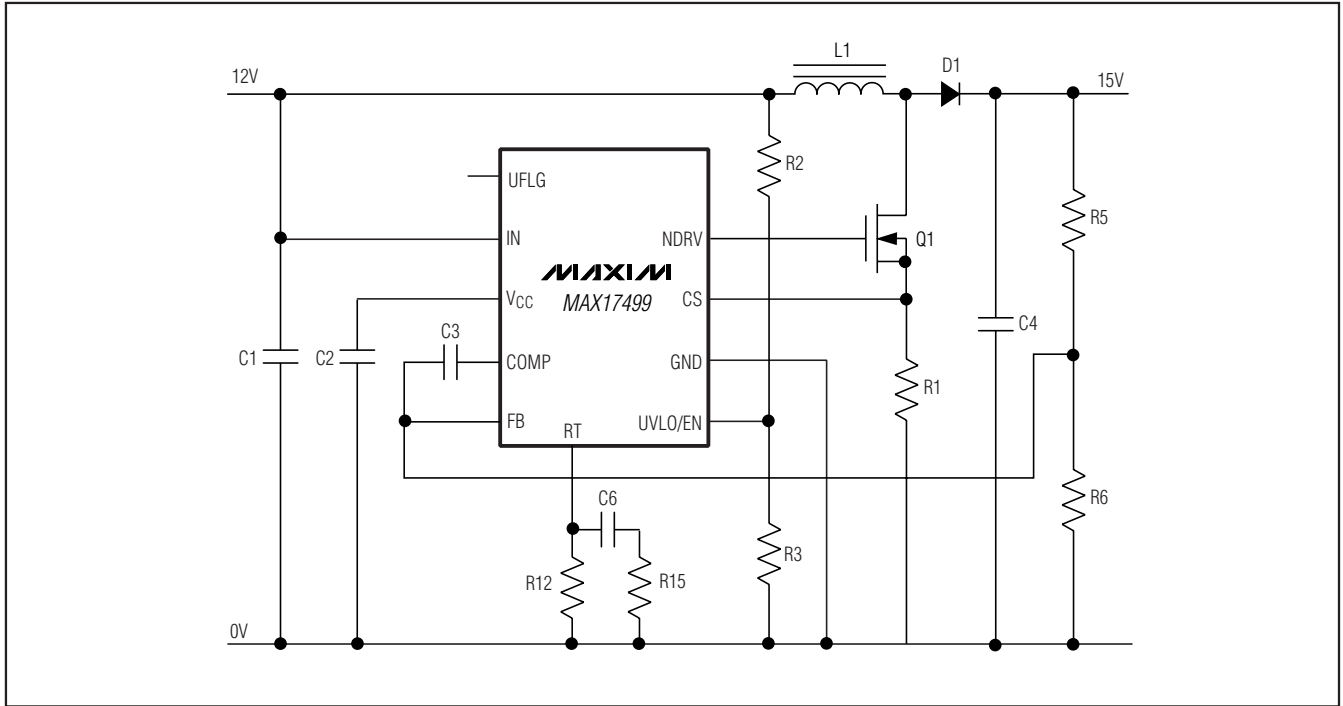 L1
D1
12V
15V
R2
UFLG
R5
IN
NDRV
Q1
MAXIM
MAX17499
VCC
CS
C3
C4
C1
C2
COMP
GND
R1
FB
UVLO/EN
RT
C6
R6
R3
R12
R15
0V